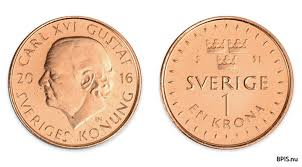 CARL XVI GUSTAF
20 16
SVERIGES KONUNG
SVERIGE
1
EN KRONA
BPIS.nu